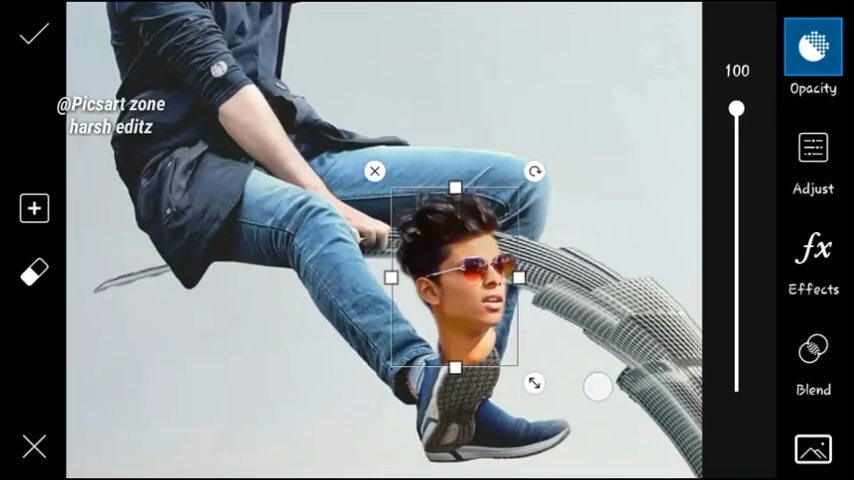 100
Opacity
@Picsart zone
harsh editz
Adjust
fx
Effects
Blend